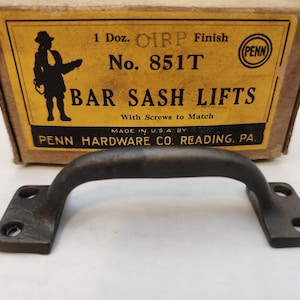 1 Doz. OIRP Finish
PENN
No. 851T
BAR SASH LIFTS
With Screws to Match
MADE IN U.S.A. BY
PENN HARDWARE CO. READING, PA.